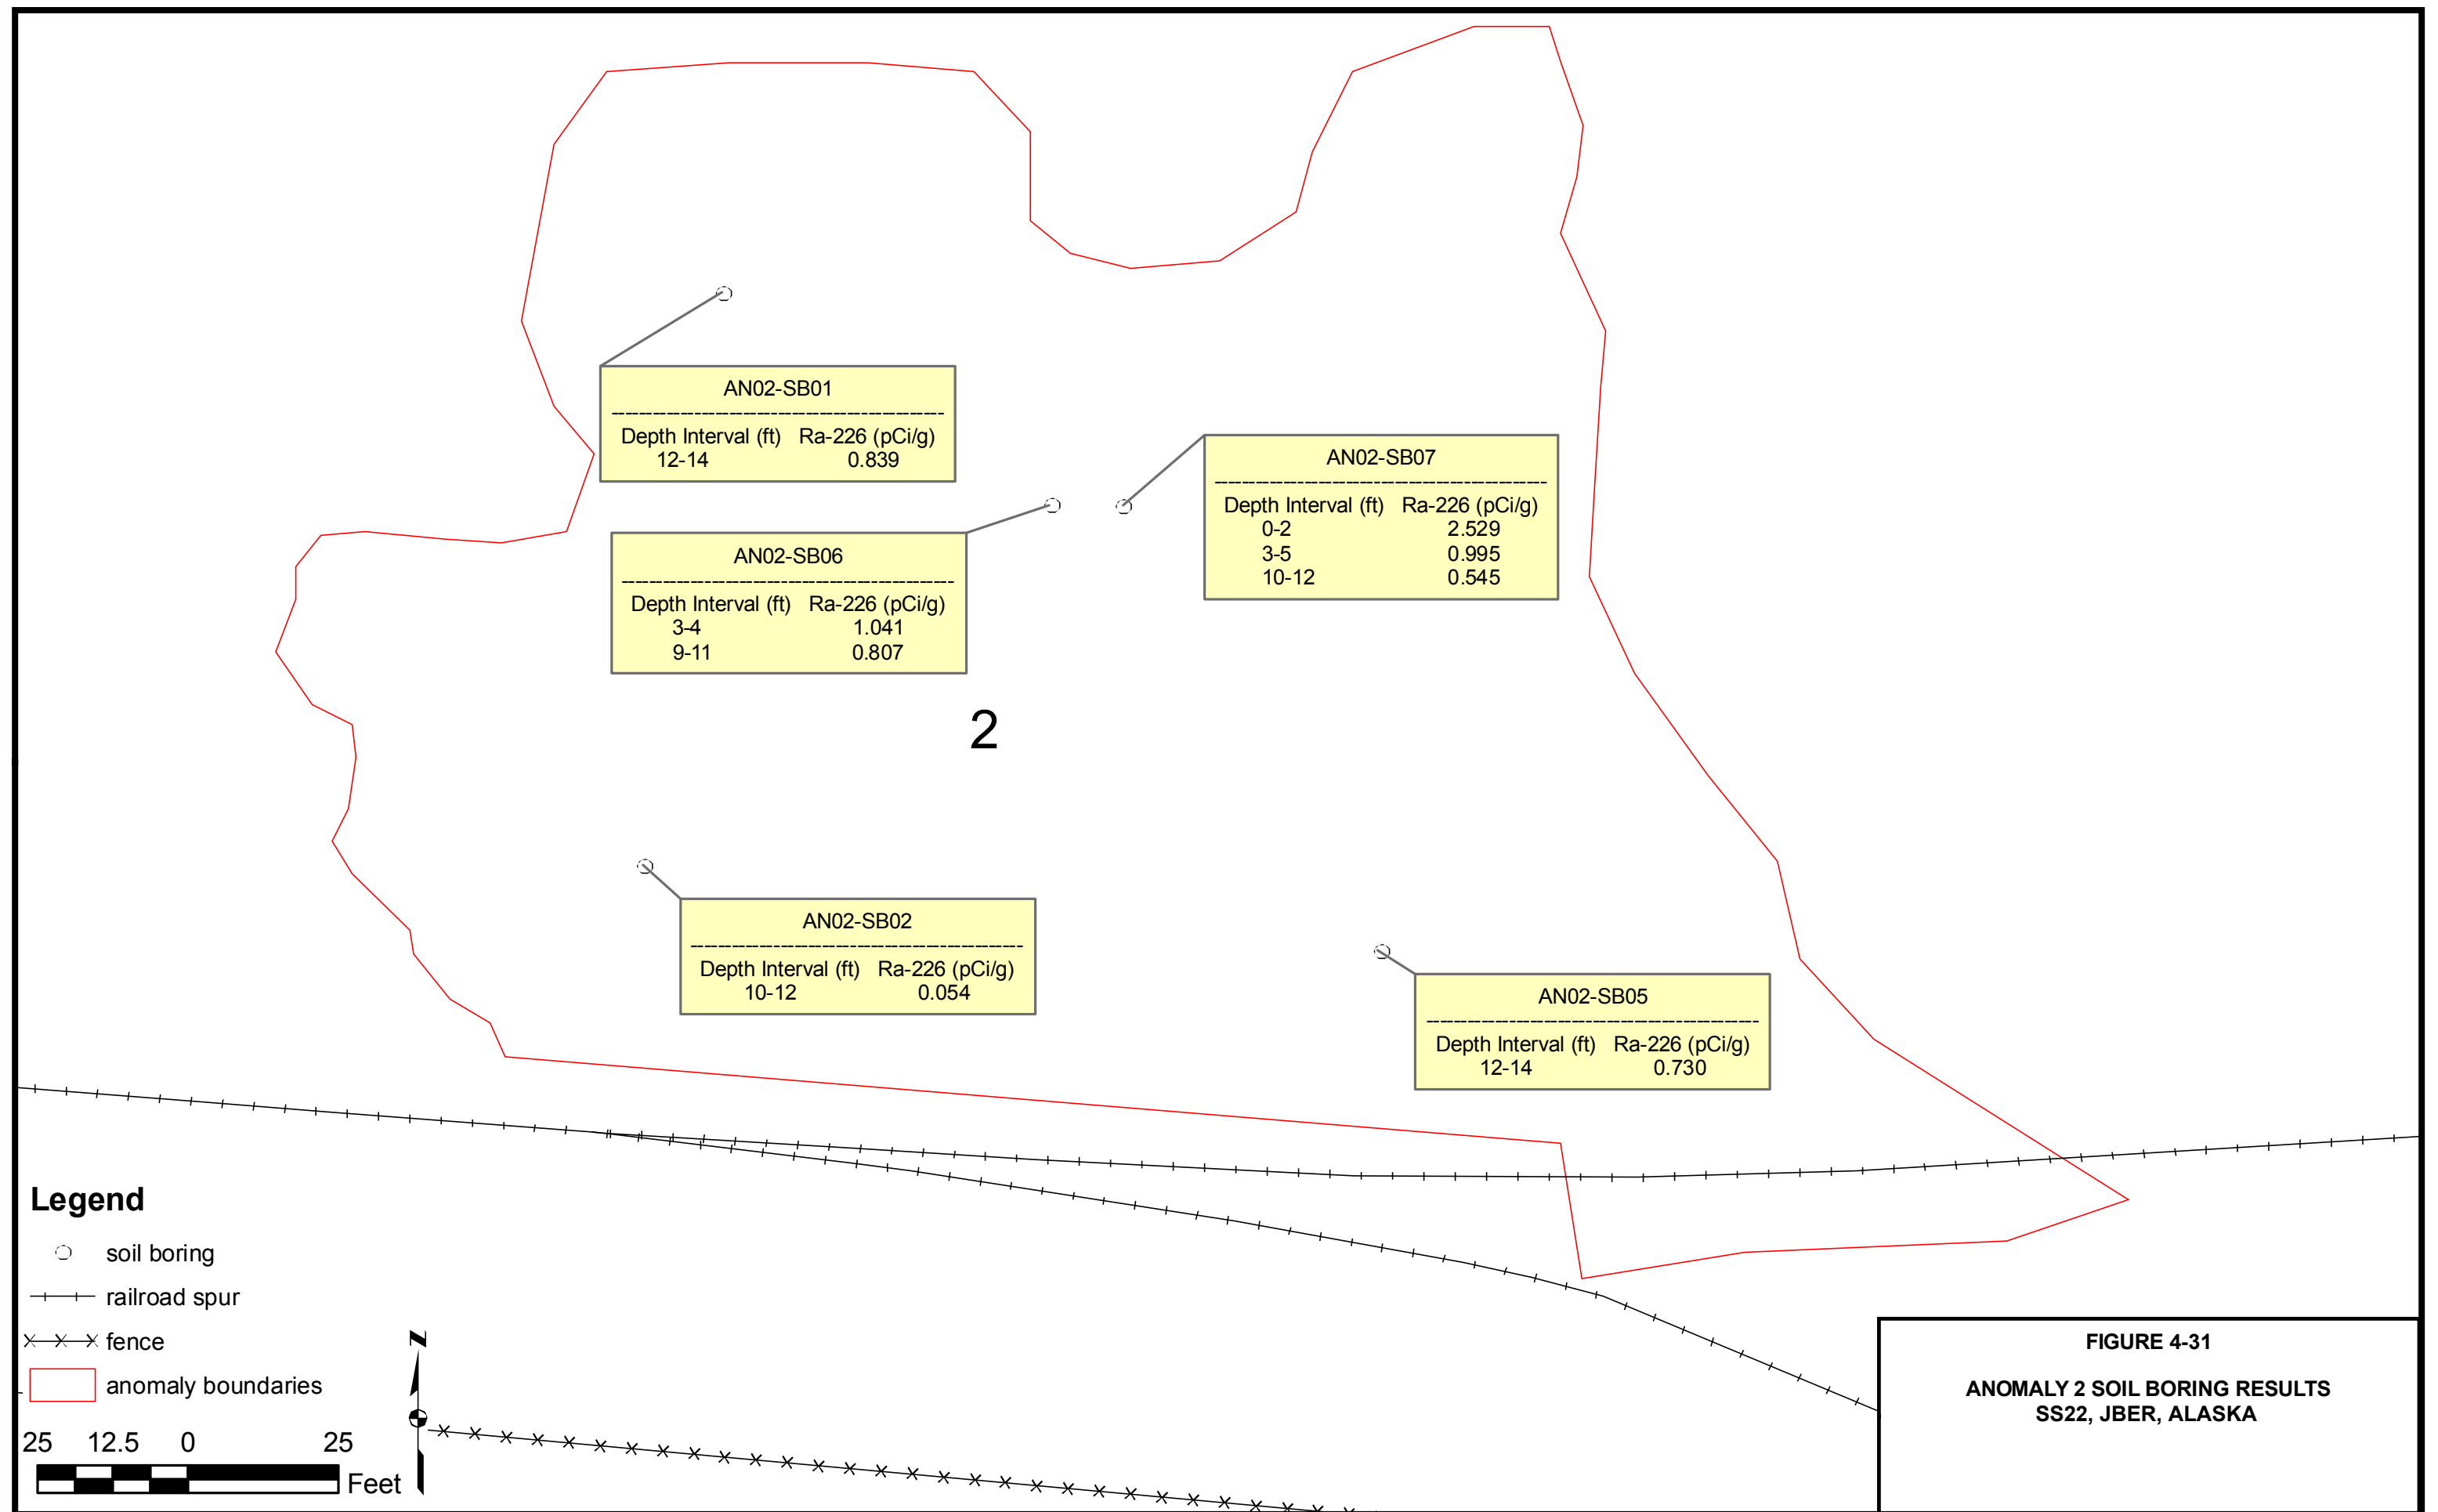 AN02-SB01
Depth Interval (ft) Ra-226 (pCi/g)
12-14 0.839
AN02-SB07
Depth Interval (ft) Ra-226 (pCi/g)
0-2 2.529
3-5 0.995
10-12 0.545
AN02-SB06
Depth Interval (ft) Ra-226 (pCi/g)
3-4 1.041
9-11 0.807
2
AN02-SB02
Depth Interval (ft) Ra-226 (pCi/g)
10-12 0.054
AN02-SB05
Depth Interval (ft) Ra-226 (pCi/g)
12-14 0.730
Legend
soil boring
railroad spur
fence
anomaly boundaries
25 12.5 0 25
Feet
N
FIGURE 4-31
ANOMALY 2 SOIL BORING RESULTS
SS22, JBER, ALASKA